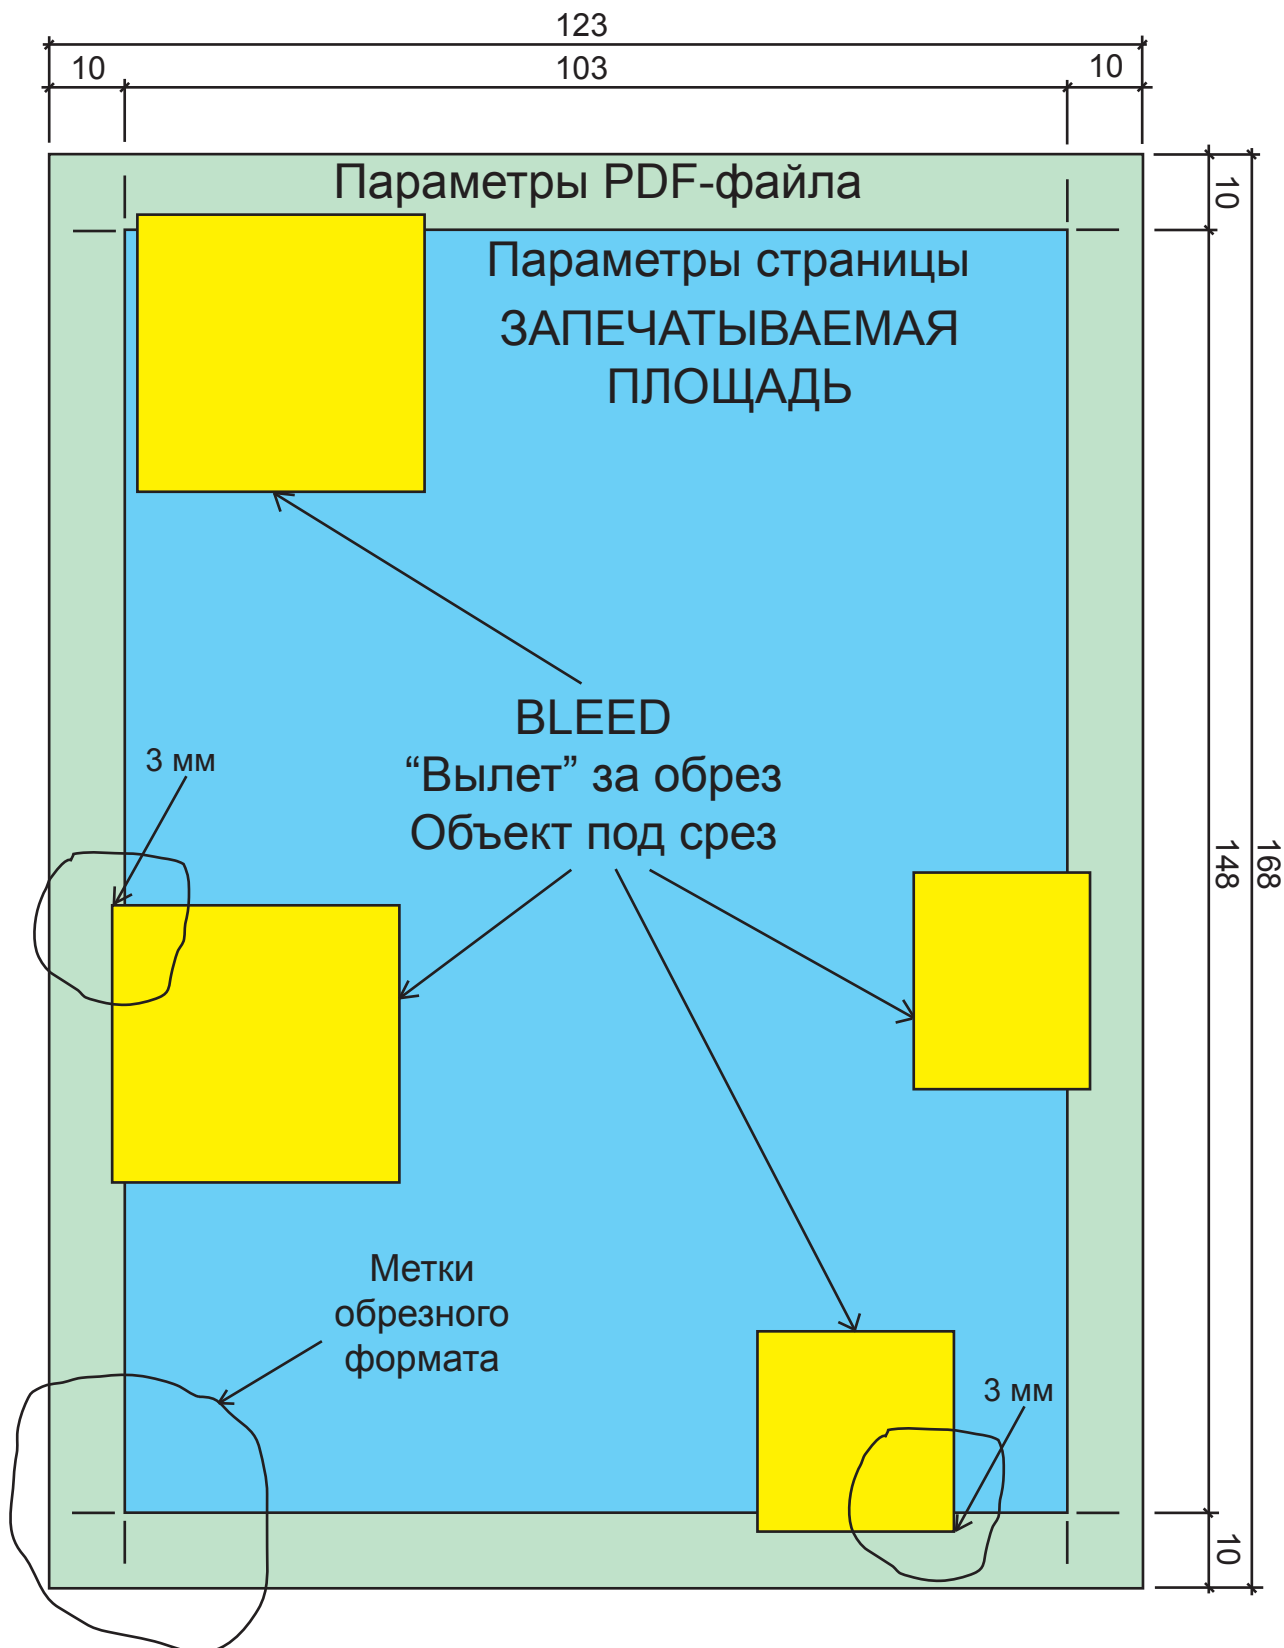 123
10
103
10
Параметры PDF-файла
10
Параметры страницы
ЗАПЕЧАТЫВАЕМАЯ
ПЛОЩАДЬ
BLEED
“Вылет” за обрез
Объект под срез
3 мм
148
168
Метки
обрезного
формата
3 мм
10